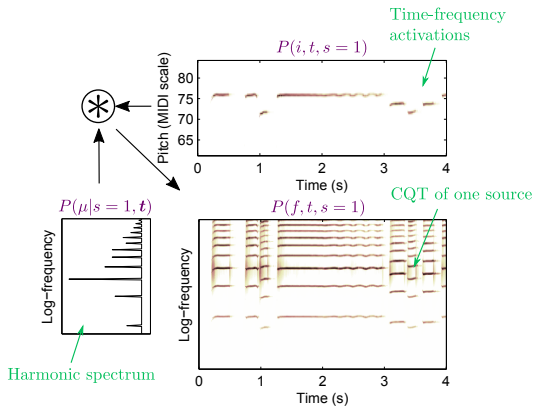 Time-frequency
activations
P(i, t, s = 1)
Pitch (MIDI scale)
80
75
70
65
0 1 2 3 4
Time (s)
P(μ|s = 1, t)
P(f, t, s = 1)
CQT of one source
Log−frequency
Log−frequency
Harmonic spectrum
0 1 2 3 4
Time (s)